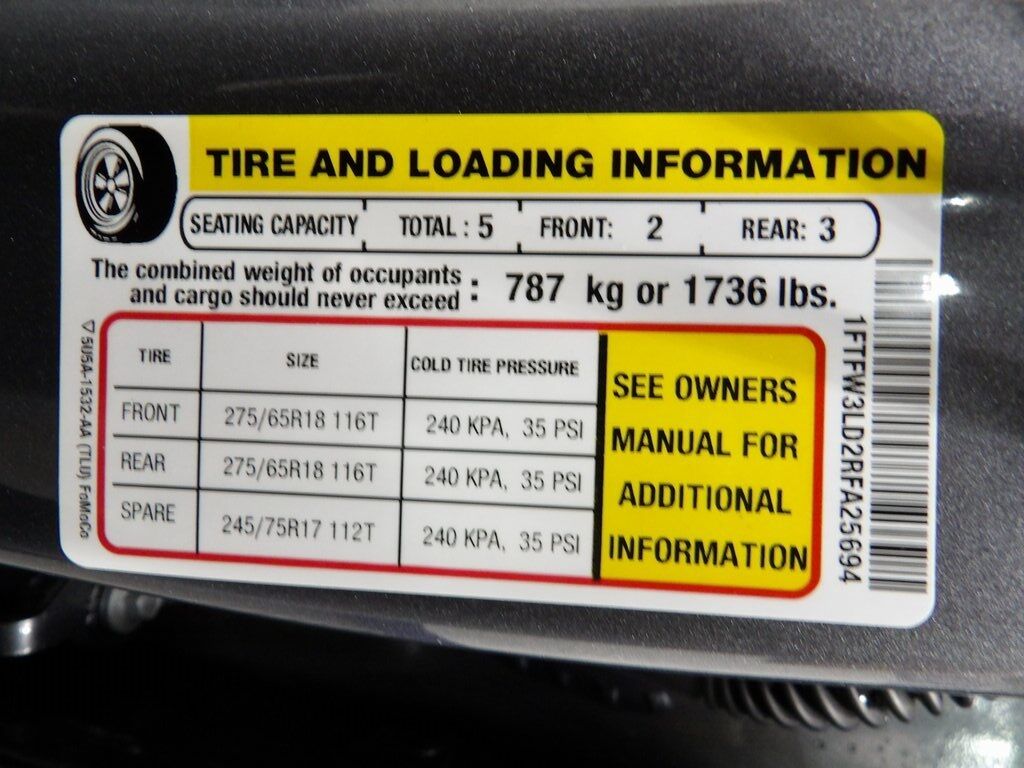 TIRE AND LOADING INFORMATION
SEATING CAPACITY TOTAL : 5 FRONT: 2 REAR: 3
The combined weight of occupants
and cargo should never exceed : 787 kg or 1736 lbs.
TIRE SIZE COLD TIRE PRESSURE
FRONT 275/65R18 116T 240 KPA, 35 PSI
REAR 275/65R18 116T 240 KPA, 35 PSI
SPARE 245/75R17 112T 240 KPA, 35 PSI
SEE OWNERS
MANUAL FOR
ADDITIONAL
INFORMATION
1FTFW3LD2RFA25694
▽5U5A-1532-AA (TLU) FoMoCo